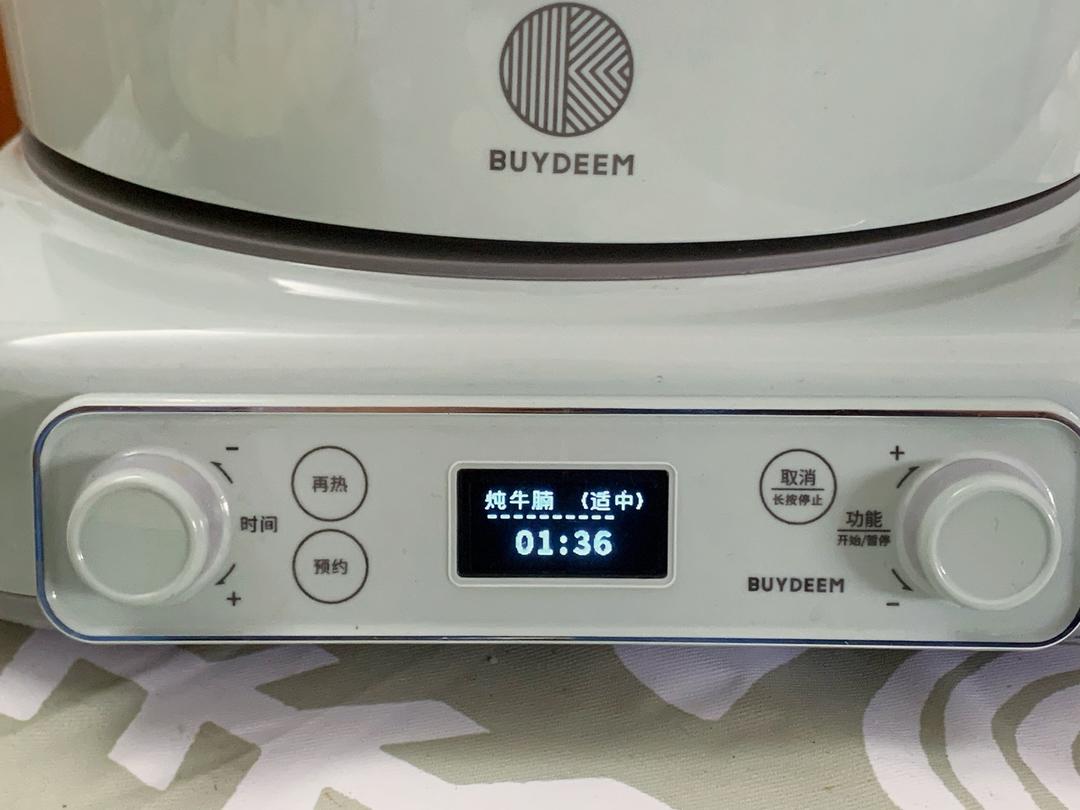 BUYDEEM
-
时间
+
再热
预约
炖牛腩 (适中)
01:36
取消
长按停止
+
功能
开始/暂停
-
BUYDEEM